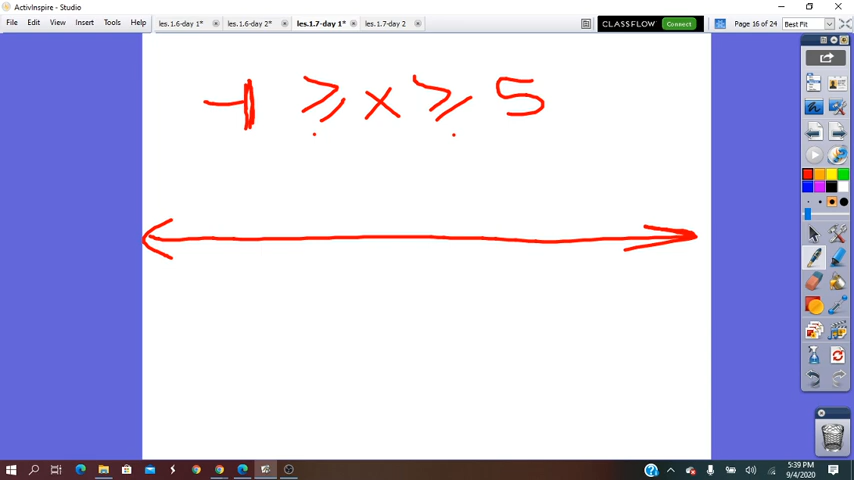 ActivInspire - Studio
File Edit View Insert Tools Help les.1.6-day 1* les.1.6-day 2* les.1.7-day 1* les.1.7-day 2 CLASSFLOW Connect Page 16 of 24 Best Fit
-1 ≥ x ≥ 5
5:39 PM
9/4/2020